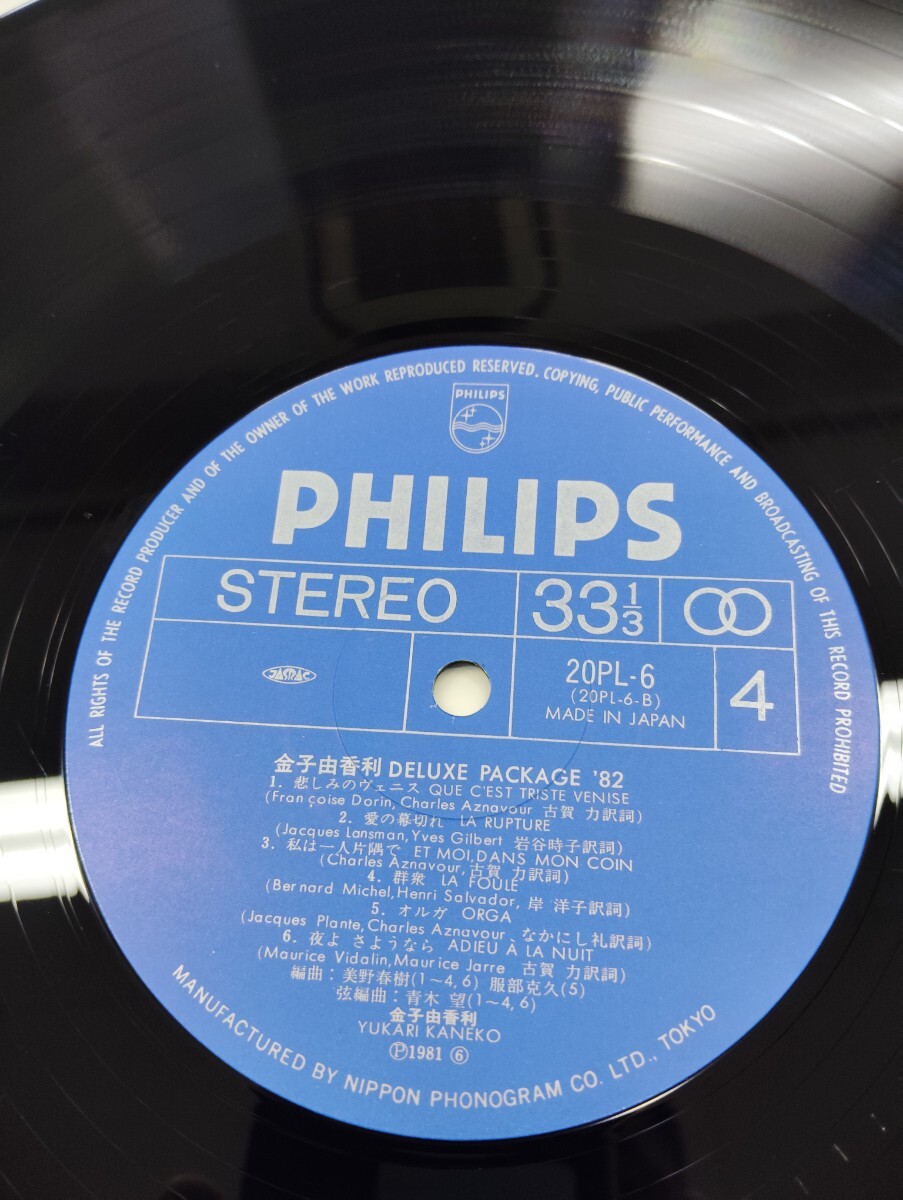 ALL RIGHTS OF THE RECORD PRODUCER AND OF THE OWNER OF THE WORK REPRODUCED RESERVED. COPYING, PUBLIC PERFORMANCE AND BROADCASTING OF THIS RECORD PROHIBITED
PHILIPS
PHILIPS
STEREO 33 1/3
JASRAC
20PL-6
(20PL-6-B)
MADE IN JAPAN
4
金子由香利 DELUXE PACKAGE '82
1. 悲しみのヴェニス QUE C'EST TRISTE VENISE
(Françoise Dorin, Charles Aznavour 古賀 力訳詞)
2. 愛の幕切れ LA RUPTURE
(Jacques Lansman, Yves Gilbert 岩谷時子訳詞)
3. 私は一人片隅で ET MOI, DANS MON COIN
(Charles Aznavour, 古賀 力訳詞)
4. 群衆 LA FOULE
(Bernard Michel, Henri Salvador, 岸 洋子訳詞)
5. オルガ ORGA
(Jacques Plante, Charles Aznavour なかにし礼訳詞)
6. 夜よ さようなら ADIEU À LA NUIT
(Maurice Vidalin, Maurice Jarre 古賀 力訳詞)
編曲：美野春樹(1〜4,6) 服部克久(5)
弦編曲：青木 望(1〜4,6)
金子由香利
YUKARI KANEKO
Ⓟ1981 ⑥
MANUFACTURED BY NIPPON PHONOGRAM CO. LTD., TOKYO